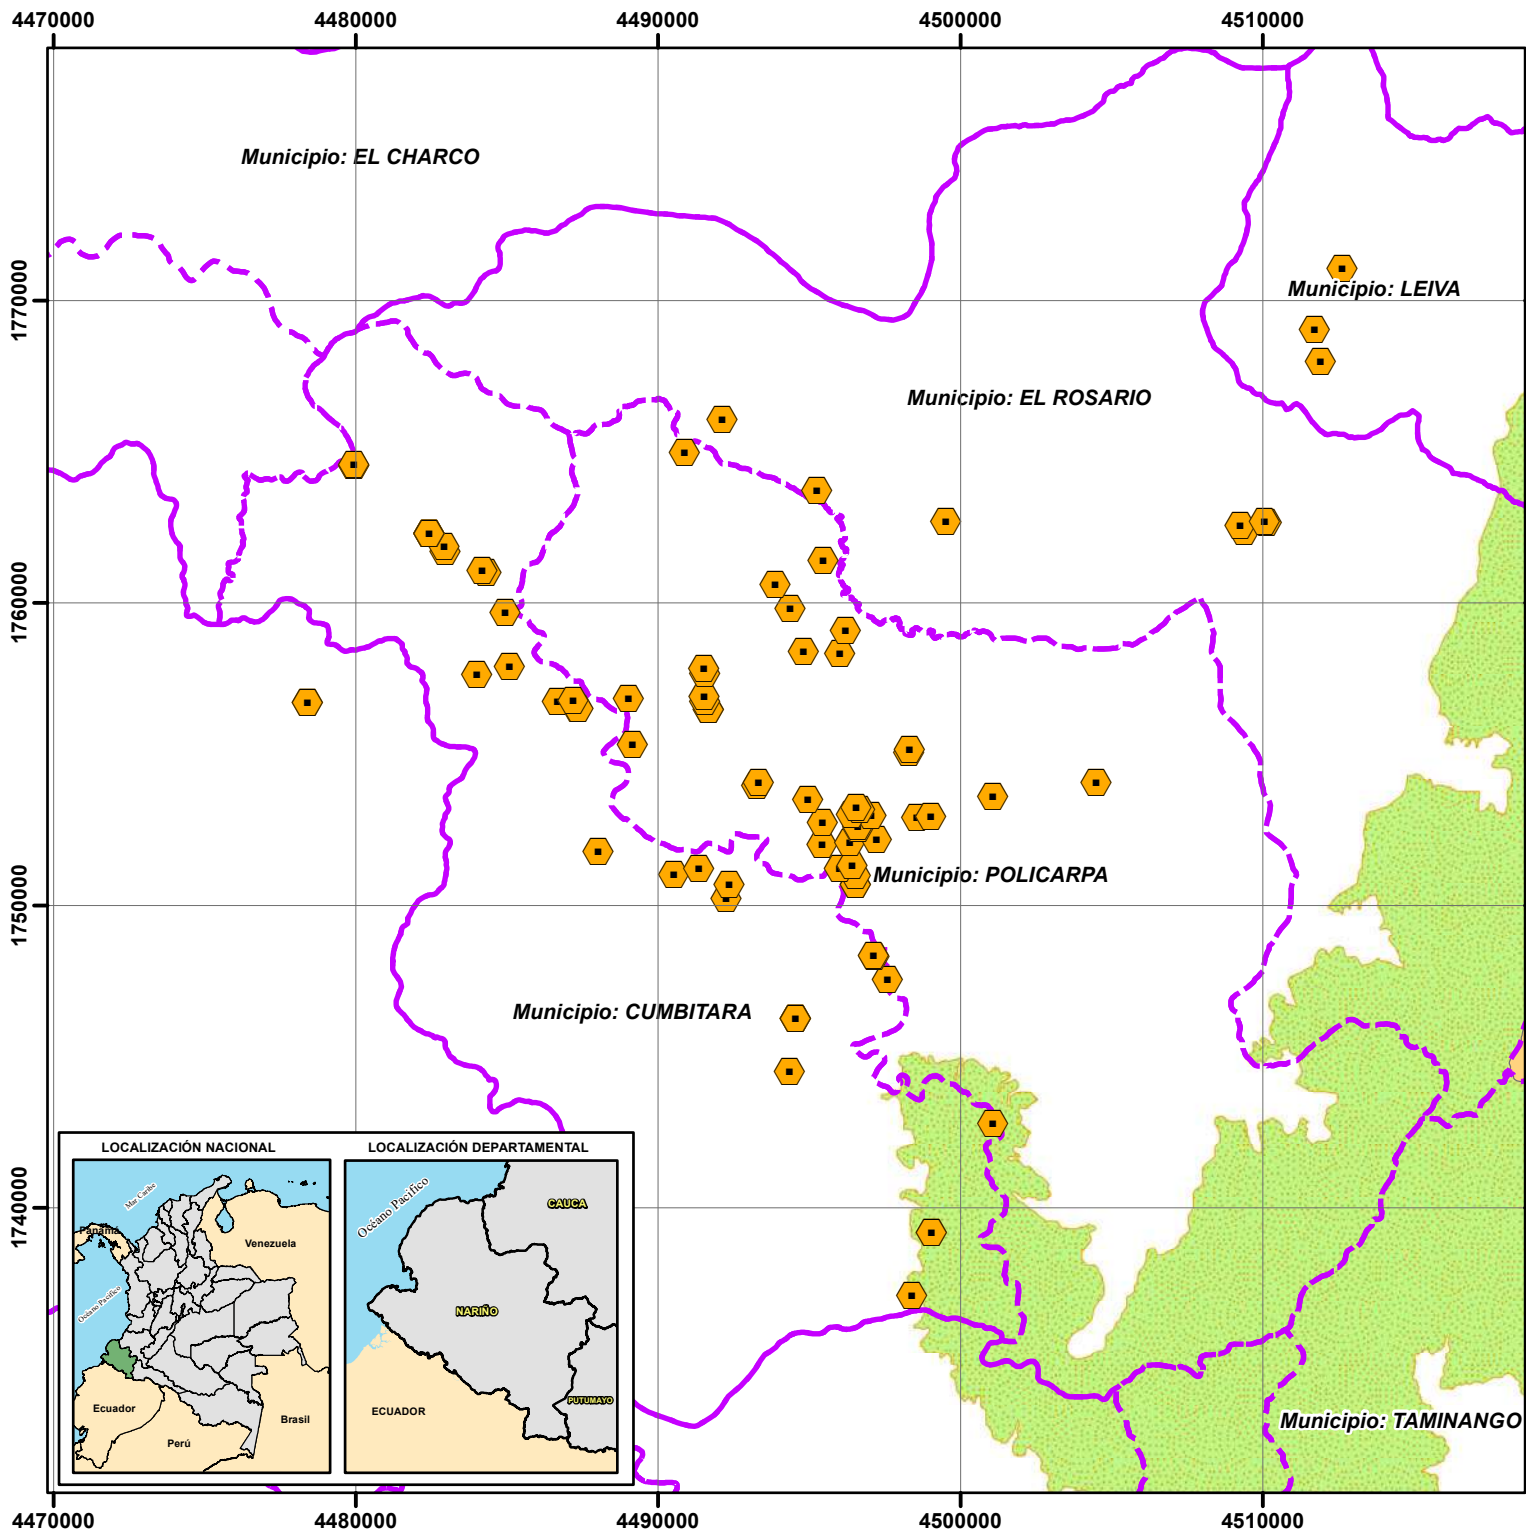 4470000 4480000 4490000 4500000 4510000
Municipio: EL CHARCO
1770000
Municipio: LEIVA
Municipio: EL ROSARIO
1760000
1750000
Municipio: POLICARPA
Municipio: CUMBITARA
1740000
LOCALIZACIÓN NACIONAL
Mar Caribe
Panamá
Venezuela
Océano Pacífico
Ecuador
Brasil
Perú
LOCALIZACIÓN DEPARTAMENTAL
Océano Pacífico
CAUCA
NARIÑO
PUTUMAYO
ECUADOR
Municipio: TAMINANGO
4470000 4480000 4490000 4500000 4510000